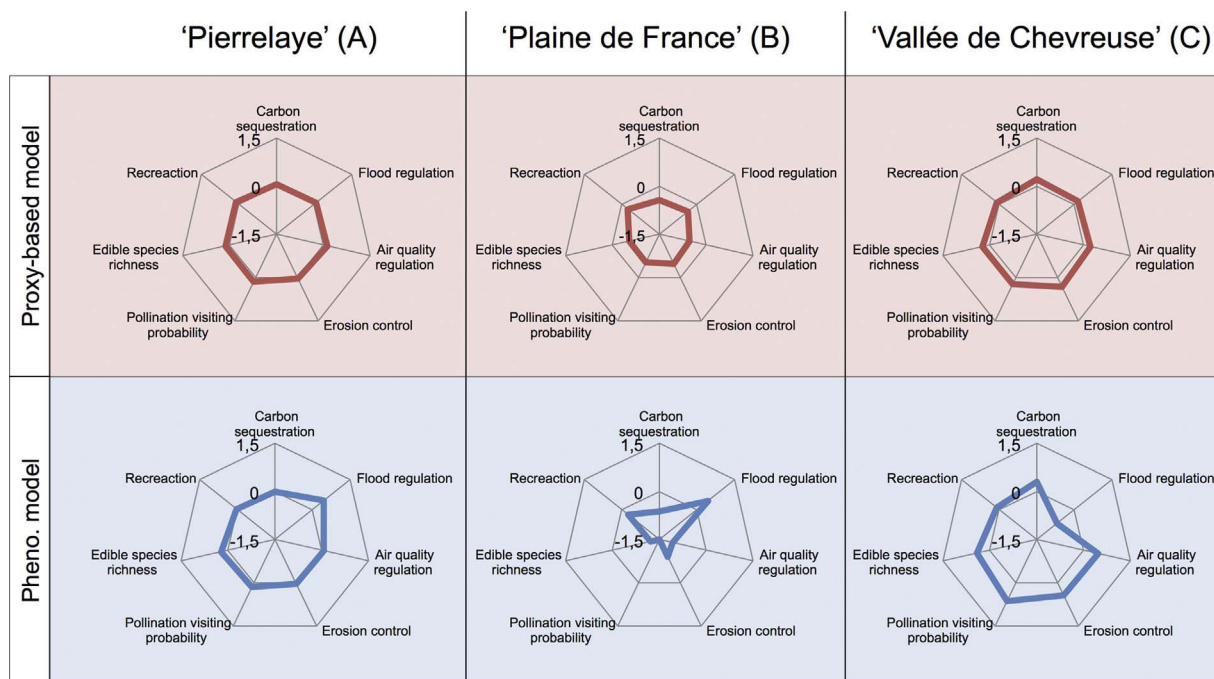 ‘Pierrelaye’ (A)
‘Plaine de France’ (B)
‘Vallée de Chevreuse’ (C)
Proxy-based model
Carbon
sequestration
1,5
Recreaction
Flood regulation
0
-1,5
Edible species
richness
Air quality
regulation
Pollination visiting
probability
Erosion control
Carbon
sequestration
1,5
Recreaction
Flood regulation
0
-1,5
Edible species
richness
Air quality
regulation
Pollination visiting
probability
Erosion control
Carbon
sequestration
1,5
Recreaction
Flood regulation
0
-1,5
Edible species
richness
Air quality
regulation
Pollination visiting
probability
Erosion control
Pheno. model
Carbon
sequestration
1,5
Recreaction
Flood regulation
0
-1,5
Edible species
richness
Air quality
regulation
Pollination visiting
probability
Erosion control
Carbon
sequestration
1,5
Recreaction
Flood regulation
0
-1,5
Edible species
richness
Air quality
regulation
Pollination visiting
probability
Erosion control
Carbon
sequestration
1,5
Recreaction
Flood regulation
0
-1,5
Edible species
richness
Air quality
regulation
Pollination visiting
probability
Erosion control